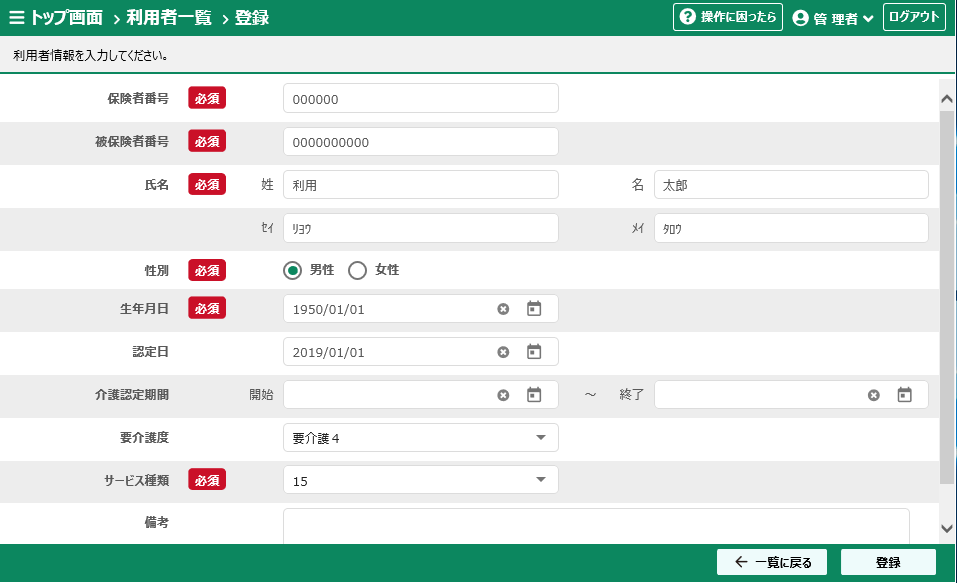 トップ画面 > 利用者一覧 > 登録 ? 操作に困ったら 管 理者 ログアウト
利用者情報を入力してください。
保険者番号 必須 000000
被保険者番号 必須 0000000000
氏名 必須 姓 利用 名 太郎
ｾｲ ﾘﾖｳ ﾒｲ ﾀﾛｳ
性別 必須 男性 女性
生年月日 必須 1950/01/01
認定日 2019/01/01
介護認定期間 開始 ～ 終了
要介護度 要介護４
サービス種類 必須 15
備考
← 一覧に戻る 登録